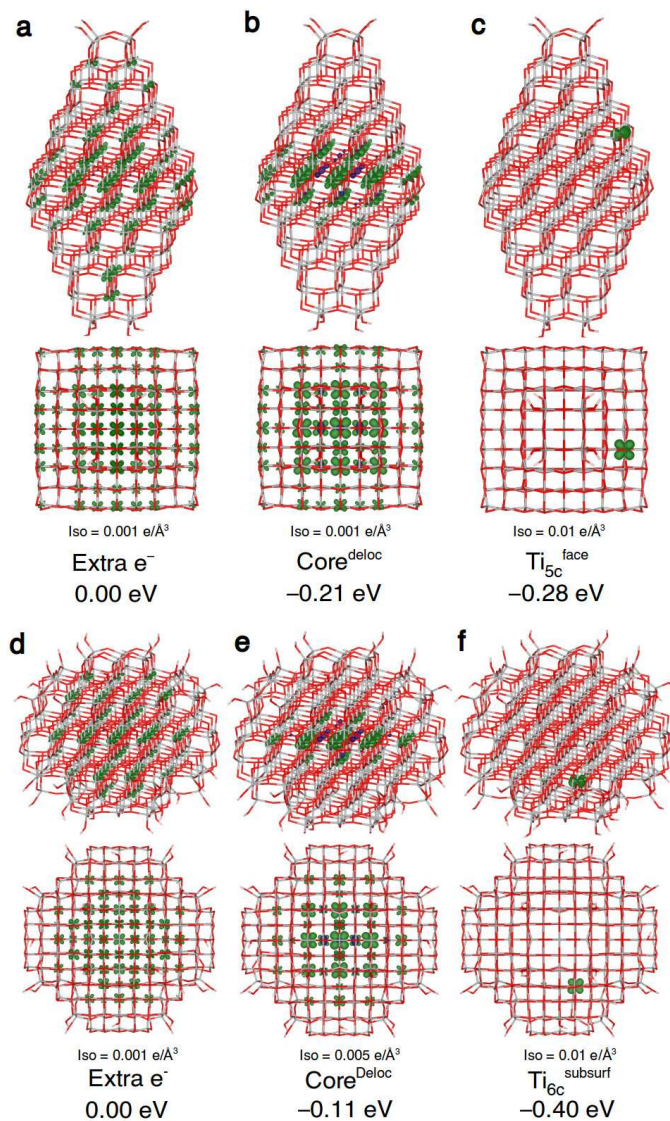 a b c
Iso = 0.001 e/Å³ Iso = 0.001 e/Å³ Iso = 0.01 e/Å³
Extra e⁻ Core^deloc Ti_5c^face
0.00 eV −0.21 eV −0.28 eV
d e f
Iso = 0.001 e/Å³ Iso = 0.005 e/Å³ Iso = 0.01 e/Å³
Extra e⁻ Core^Deloc Ti_6c^subsurf
0.00 eV −0.11 eV −0.40 eV